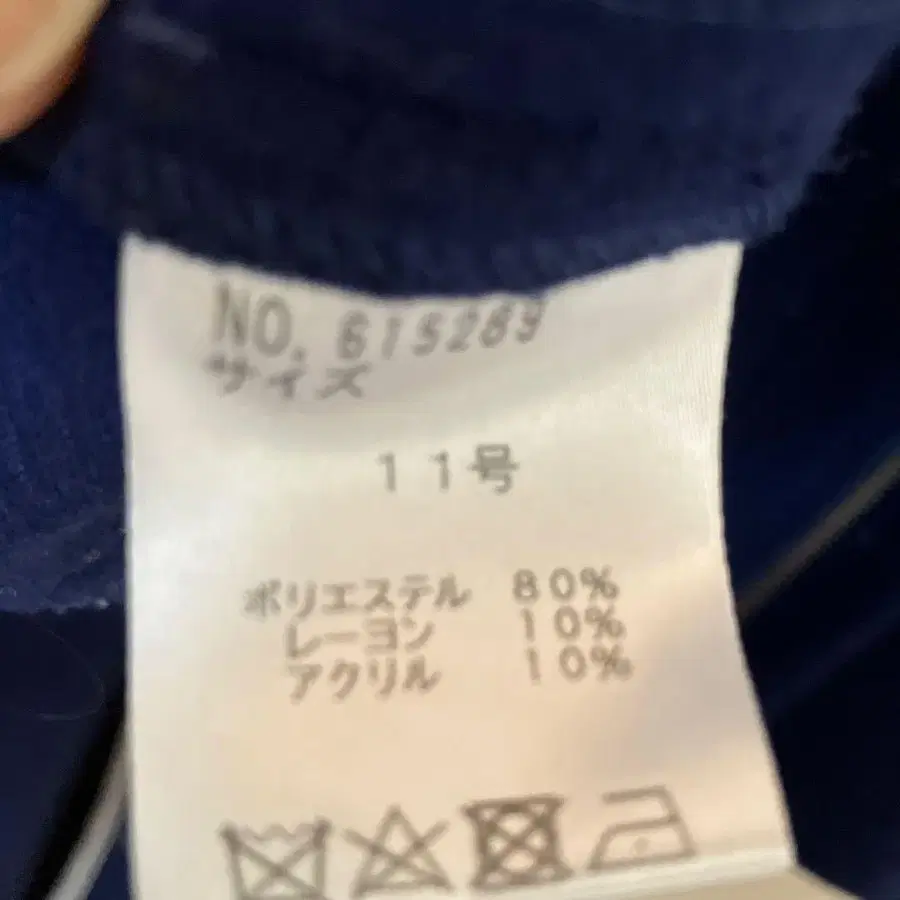 NO. 615289
サイズ
11号
ポリエステル 80%
レーヨン 10%
アクリル 10%